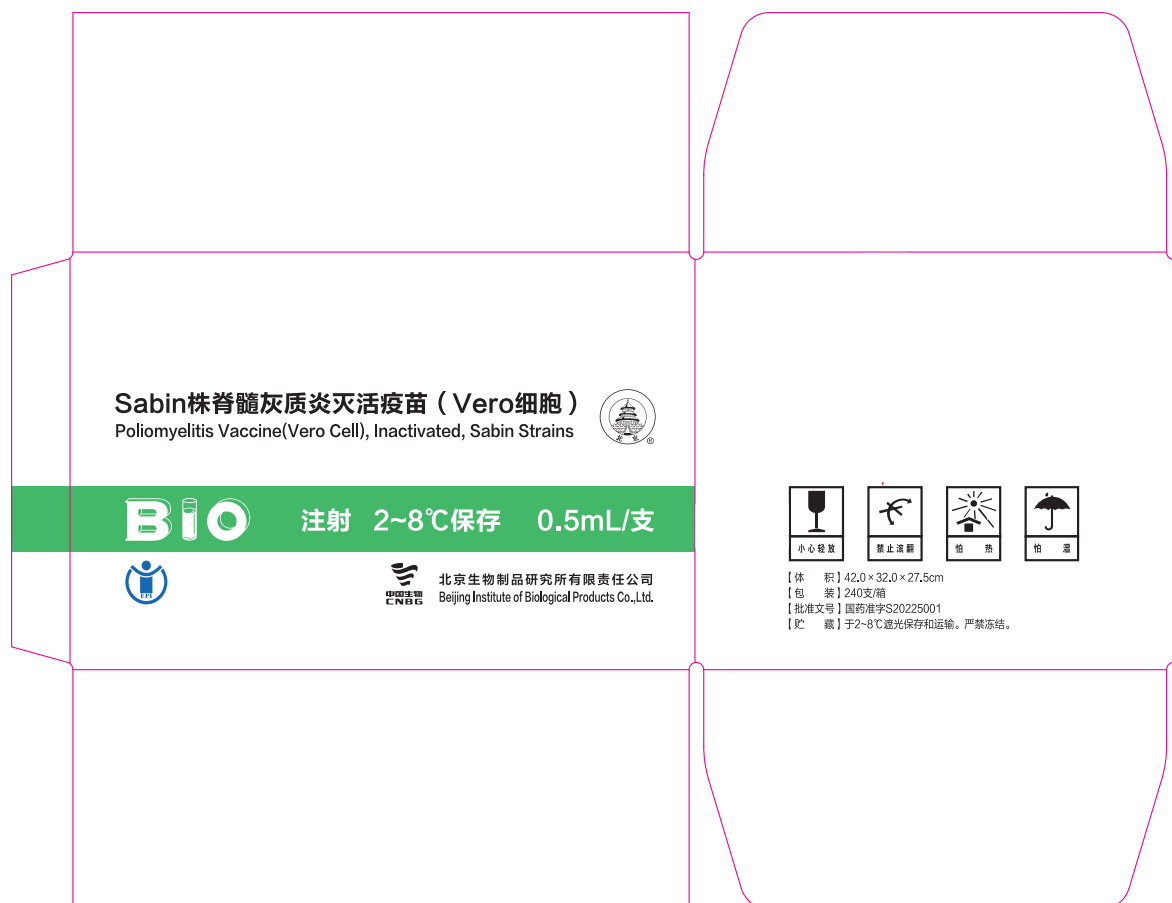 Sabin株脊髓灰质炎灭活疫苗（Vero细胞）
Poliomyelitis Vaccine(Vero Cell), Inactivated, Sabin Strains
®
BIO
注射 2~8℃保存 0.5mL/支
EPI
中国生物
CNBG
北京生物制品研究所有限责任公司
Beijing Institute of Biological Products Co.,Ltd.
小心轻放
禁止滚翻
怕 热
怕 湿
【体 积】42.0×32.0×27.5cm
【包 装】240支/箱
【批准文号】国药准字S20225001
【贮 藏】于2~8℃遮光保存和运输。严禁冻结。